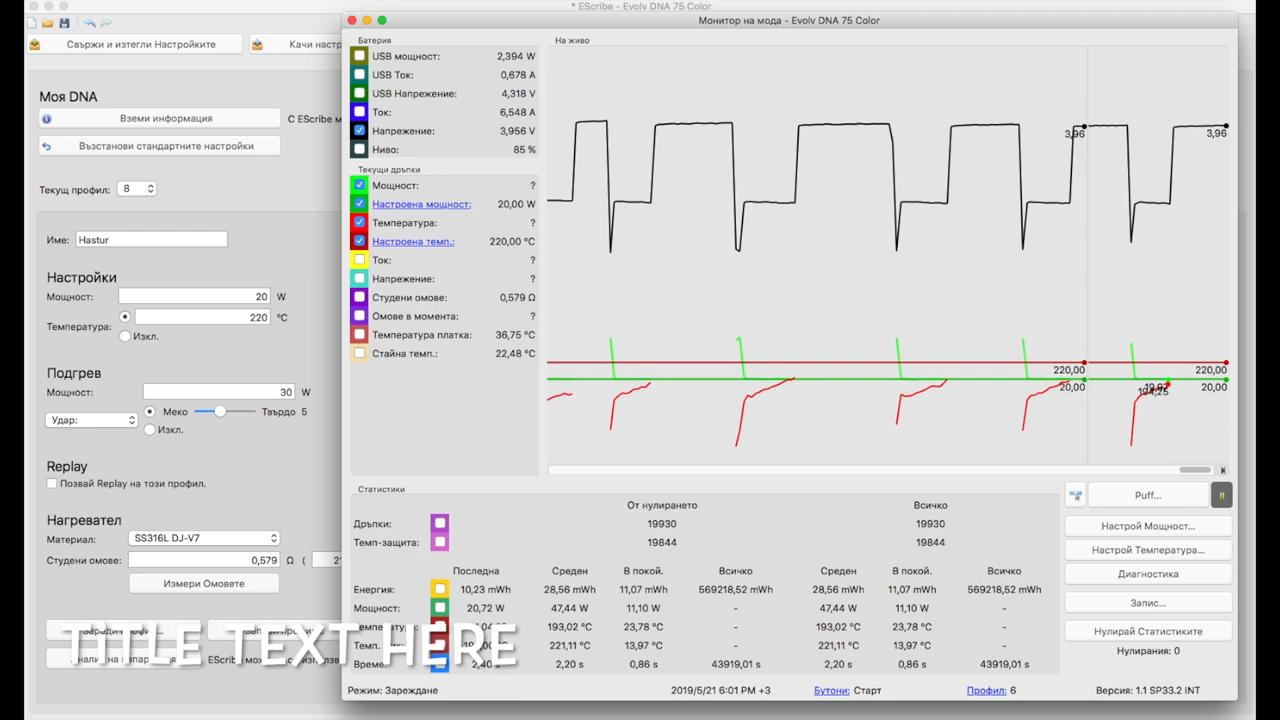 * EScribe - Evolv DNA 75 Color
Свържи и изтегли Настройките
Качи настр
Моя DNA
Вземи информация
С EScribe м
Възстанови стандартните настройки
Текущ профил: 8
Име: Hastur
Настройки
Мощност: 20 W
Температура: 220 °C
Изкл.
Подгрев
Мощност: 30 W
Удар: Меко Твърдо 5
Изкл.
Replay
Позвай Replay на този профил.
Нагревател
Материал: SS316L DJ-V7
Студени омове: 0,579 Ω (
Измери Омовете
TITLE TEXT HERE
Монитор на мода - Evolv DNA 75 Color
Батерия
USB мощност: 2,394 W
USB Ток: 0,678 A
USB Напрежение: 4,318 V
Ток: 6,548 A
Напрежение: 3,956 V
Ниво: 85 %
Текущи дръпки
Мощност: ?
Настроена мощност: 20,00 W
Температура: ?
Настроена темп.: 220,00 °C
Ток: ?
Напрежение: ?
Студени омове: 0,579 Ω
Омове в момента: ?
Температура платка: 36,75 °C
Стайна темп.: 22,48 °C
На живо
3,96 3,96
220,00 220,00
20,00 20,00
194,25
Статистики
От нулирането Всичко
Дръпки: 19930 19930
Темп-защита: 19844 19844
Последна Среден В покой. Всичко Среден В покой. Всичко
Енергия: 10,23 mWh 28,56 mWh 11,07 mWh 569218,52 mWh 28,56 mWh 11,07 mWh 569218,52 mWh
Мощност: 20,72 W 47,44 W 11,10 W - 47,44 W 11,10 W -
193,02 °C 23,78 °C - 193,02 °C 23,78 °C -
221,11 °C 13,97 °C - 221,11 °C 13,97 °C -
Време: 2,20 s 0,86 s 43919,01 s 2,20 s 0,86 s 43919,01 s
Puff...
Настрой Мощност...
Настрой Температура...
Диагностика
Запис...
Нулирай Статистиките
Нулирания: 0
Режим: Зареждане 2019/5/21 6:01 PM +3 Бутони: Старт Профил: 6 Версия: 1.1 SP33.2 INT